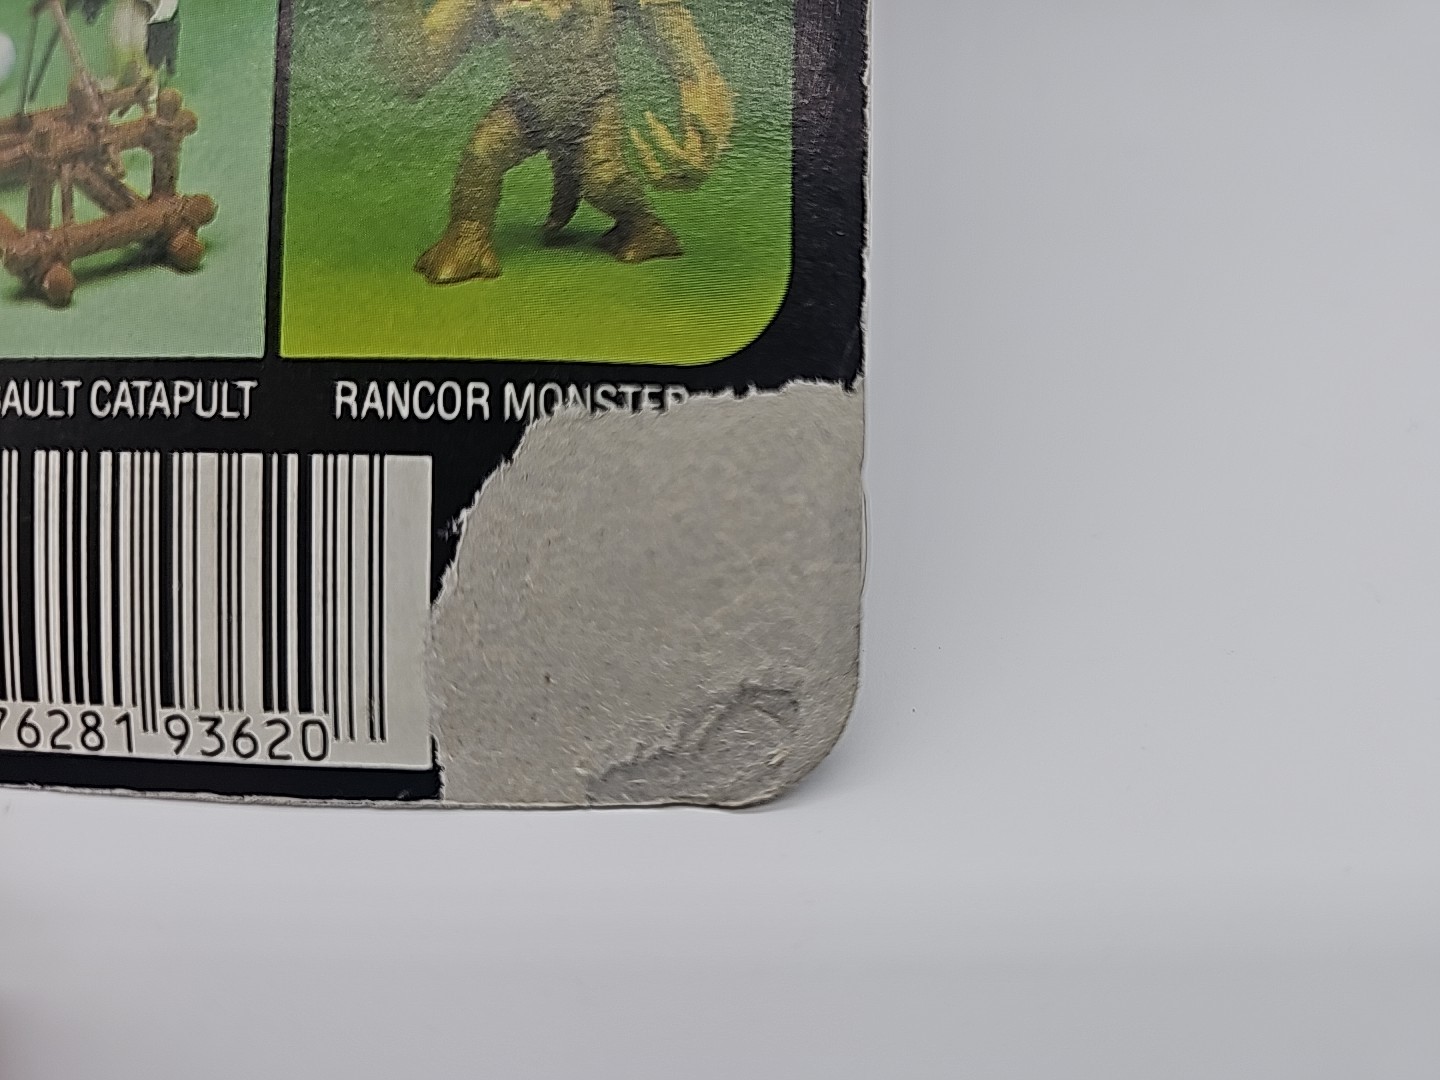 AULT CATAPULT
RANCOR MONSTER
76281 93620